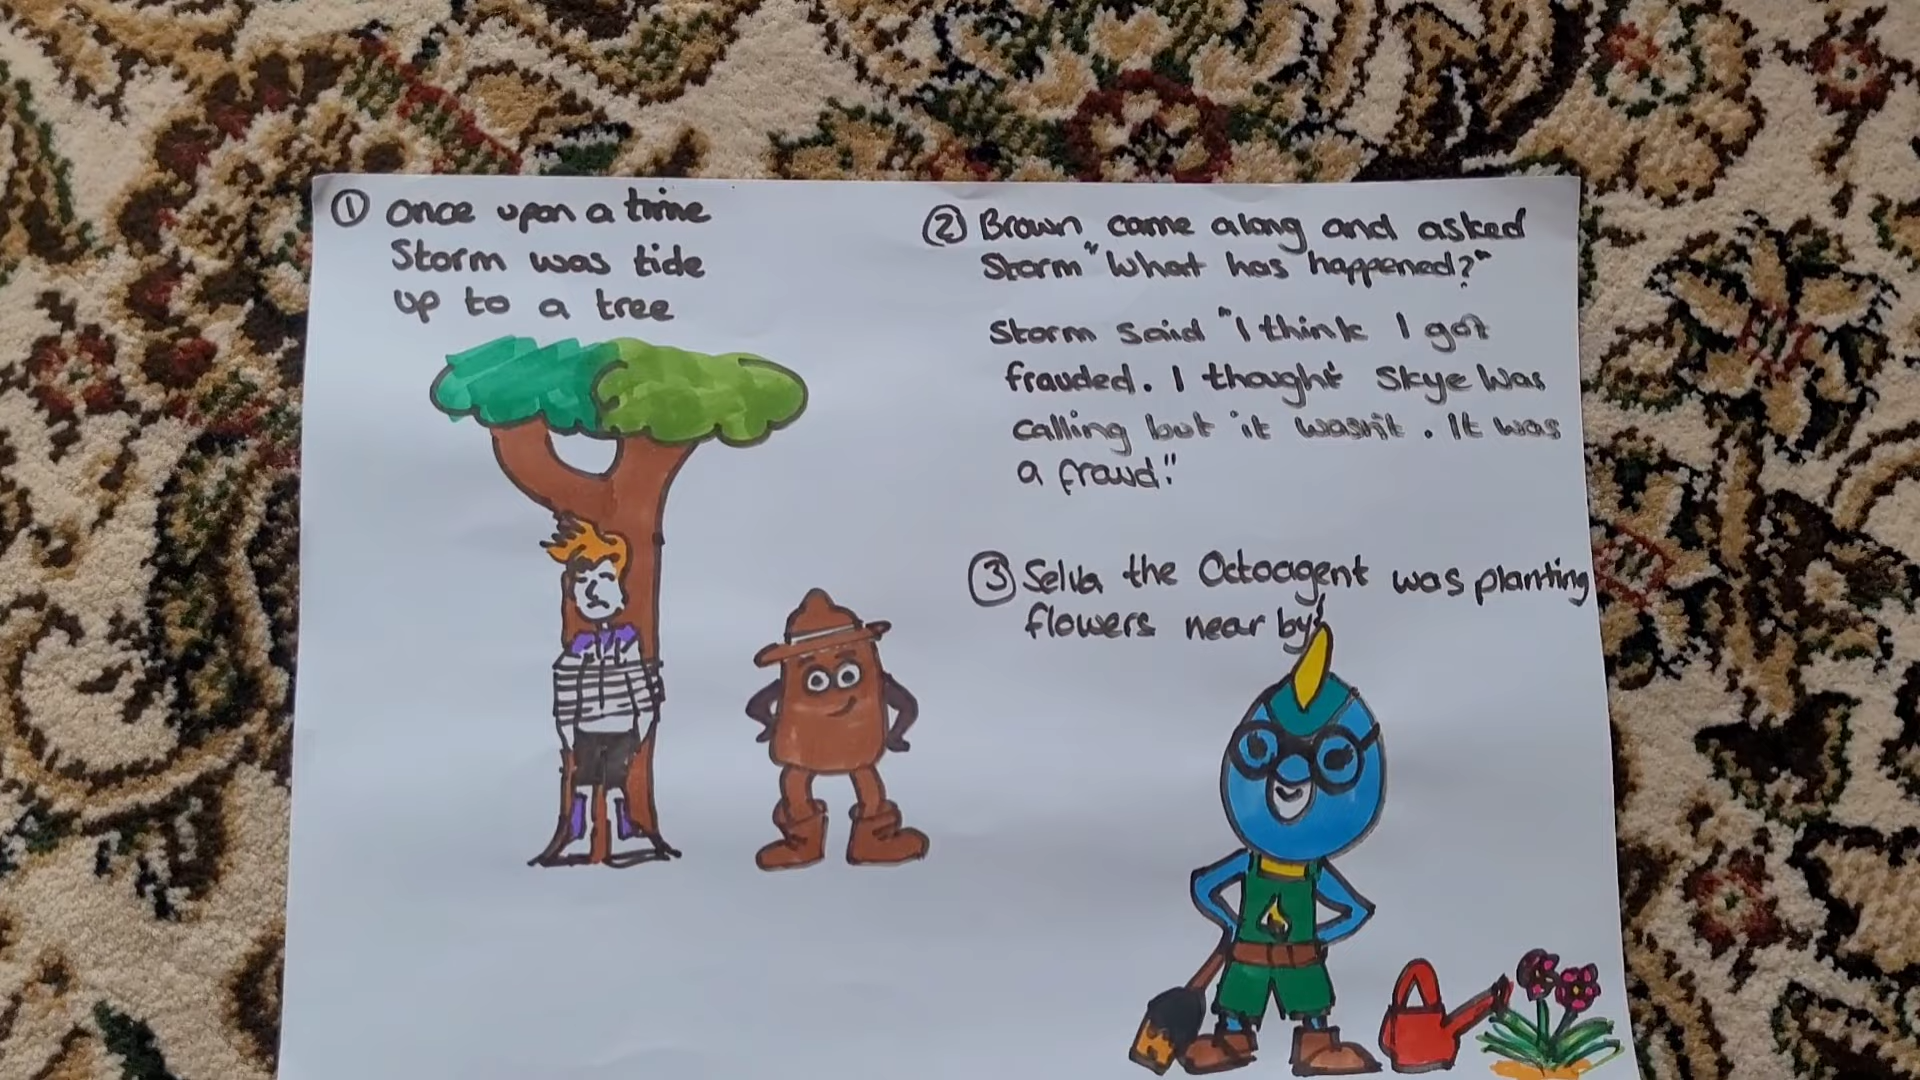 ① Once upon a time
Storm was tide
up to a tree
② Brown came along and asked
Storm "What has happened?"
Storm said "I think I got
frauded. I thought Skye was
calling but it wasn't. It was
a fraud."
③ Selva the Octoagent was planting
flowers near by!